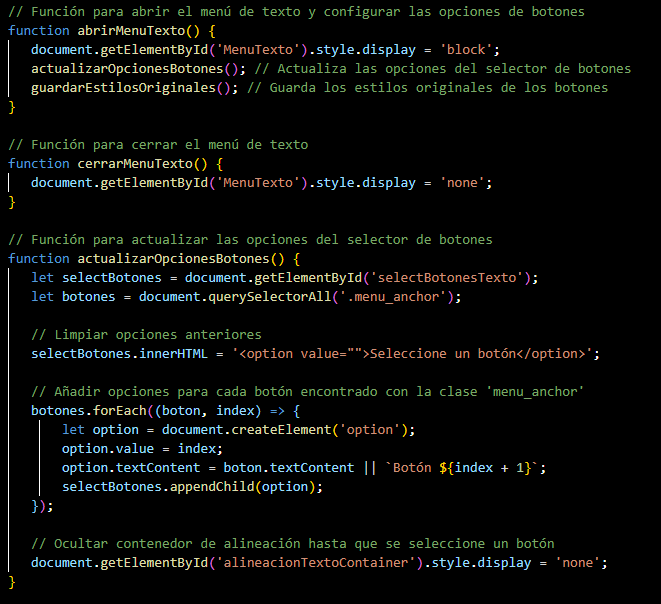 // Función para abrir el menú de texto y configurar las opciones de botones
function abrirMenuTexto() {
document.getElementById('MenuTexto').style.display = 'block';
actualizarOpcionesBotones(); // Actualiza las opciones del selector de botones
guardarEstilosOriginales(); // Guarda los estilos originales de los botones
}
// Función para cerrar el menú de texto
function cerrarMenuTexto() {
document.getElementById('MenuTexto').style.display = 'none';
}
// Función para actualizar las opciones del selector de botones
function actualizarOpcionesBotones() {
let selectBotones = document.getElementById('selectBotonesTexto');
let botones = document.querySelectorAll('.menu_anchor');
// Limpiar opciones anteriores
selectBotones.innerHTML = '<option value="">Seleccione un botón</option>';
// Añadir opciones para cada botón encontrado con la clase 'menu_anchor'
botones.forEach((boton, index) => {
let option = document.createElement('option');
option.value = index;
option.textContent = boton.textContent || `Botón ${index + 1}`;
selectBotones.appendChild(option);
});
// Ocultar contenedor de alineación hasta que se seleccione un botón
document.getElementById('alineacionTextoContainer').style.display = 'none';
}